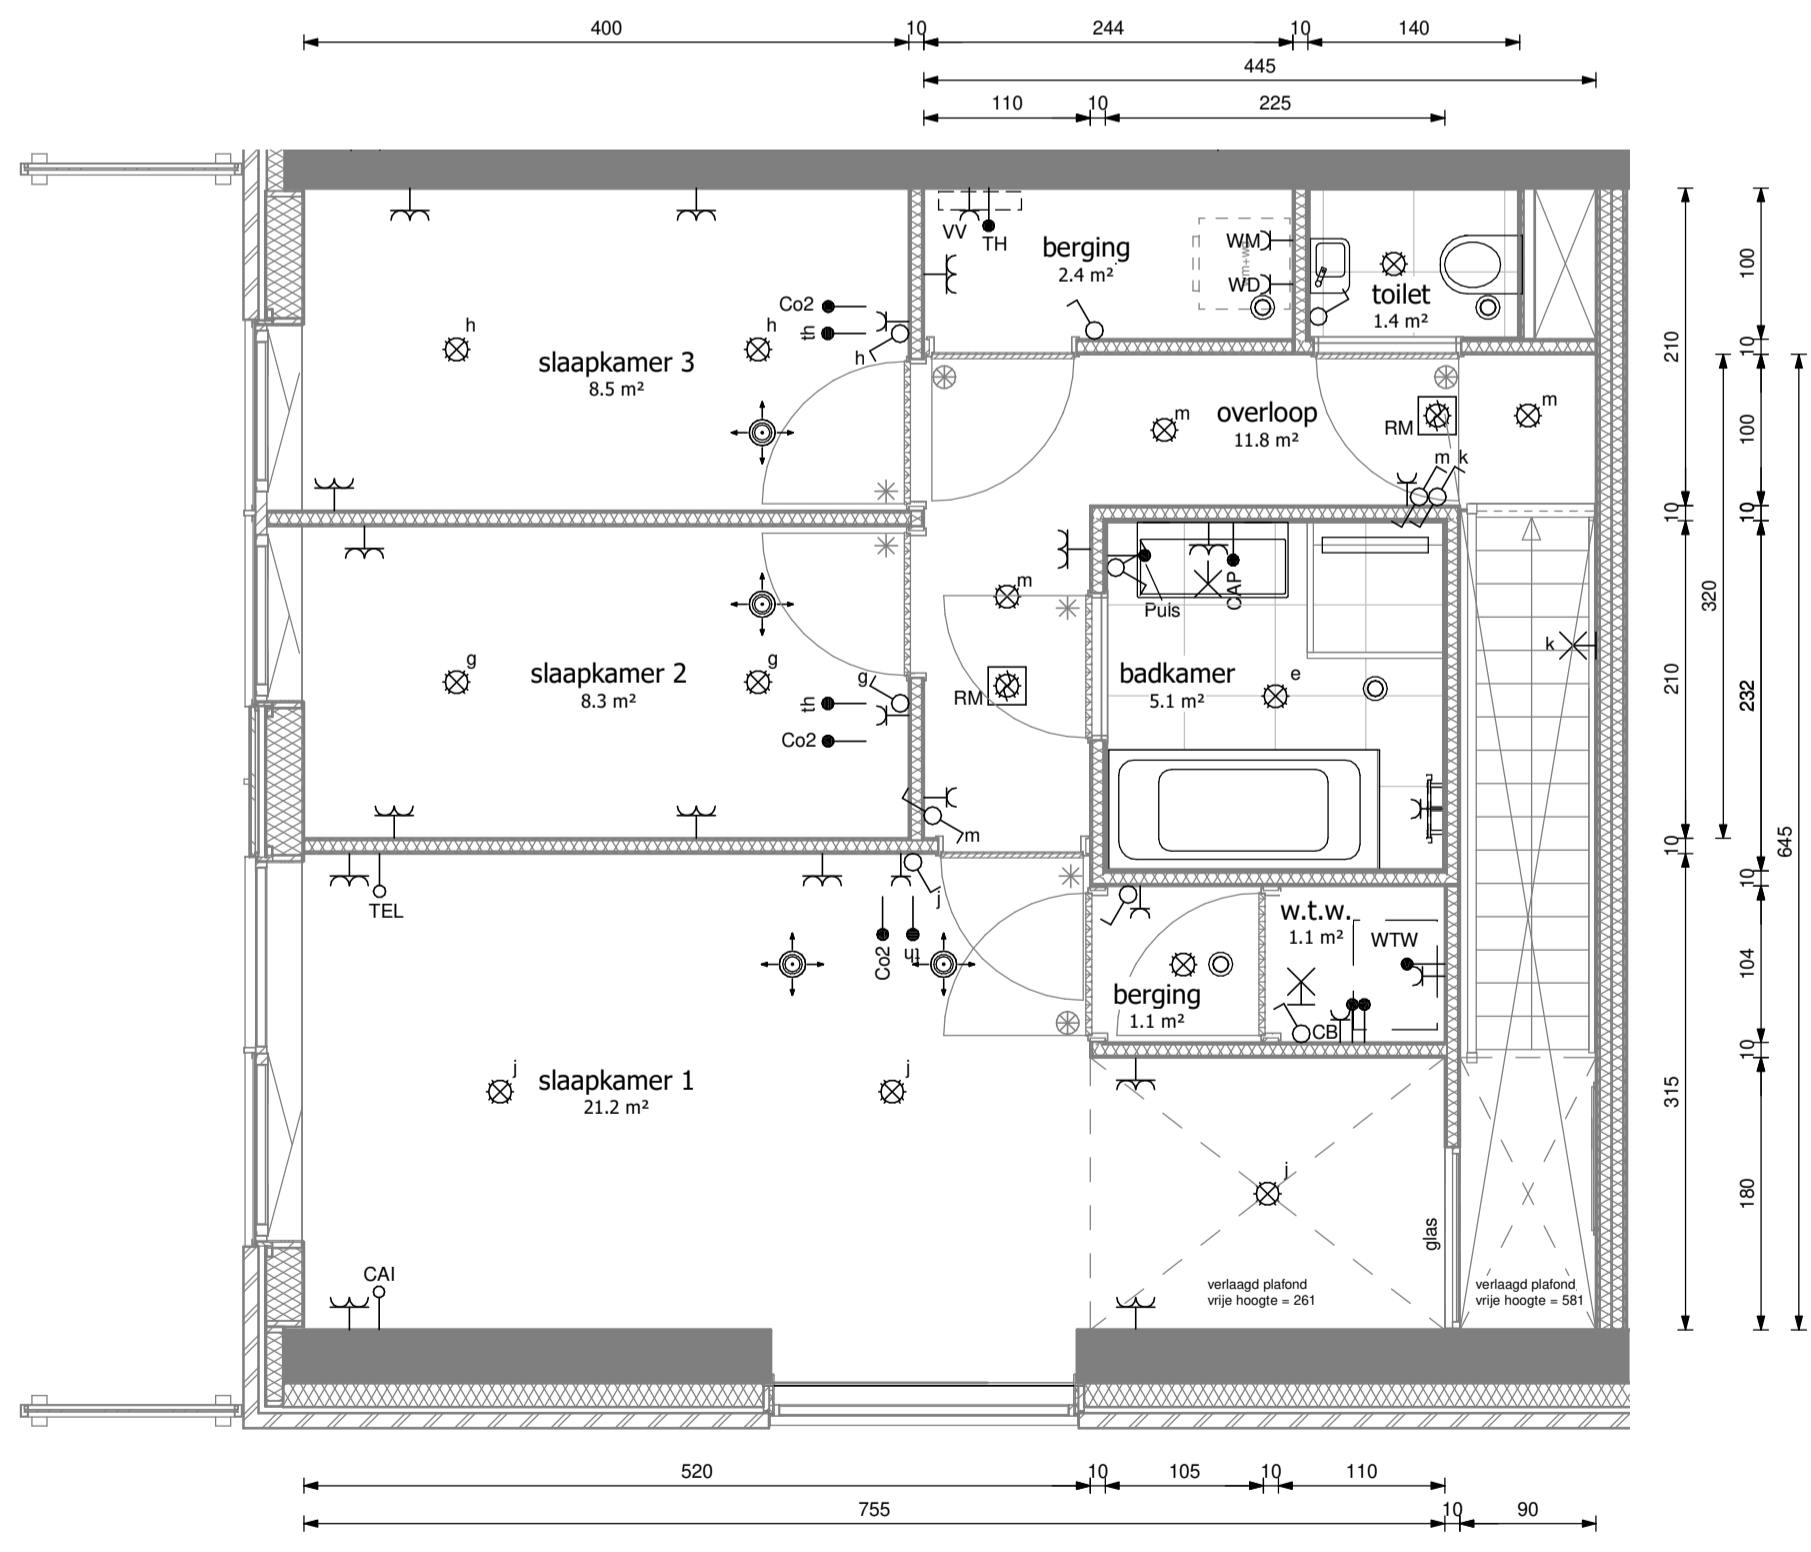 400
10
244
10
140
445
110
10
225
VV
TH
berging
2.4 m²
WM
WD
toilet
1.4 m²
Co2
th
h
h
h
slaapkamer 3
8.5 m²
overloop
11.8 m²
m
RM
m
m
k
100
210
10
100
10
10
m
Puls
CAP
k
320
g
g
slaapkamer 2
8.3 m²
g
th
Co2
RM
badkamer
5.1 m²
e
210
232
m
10
645
10
TEL
j
Co2
th
w.t.w.
1.1 m²
WTW
berging
1.1 m²
CB
104
10
j
slaapkamer 1
21.2 m²
j
315
j
glas
180
CAI
verlaagd plafond
vrije hoogte = 261
verlaagd plafond
vrije hoogte = 581
520
10
105
10
110
755
10
90